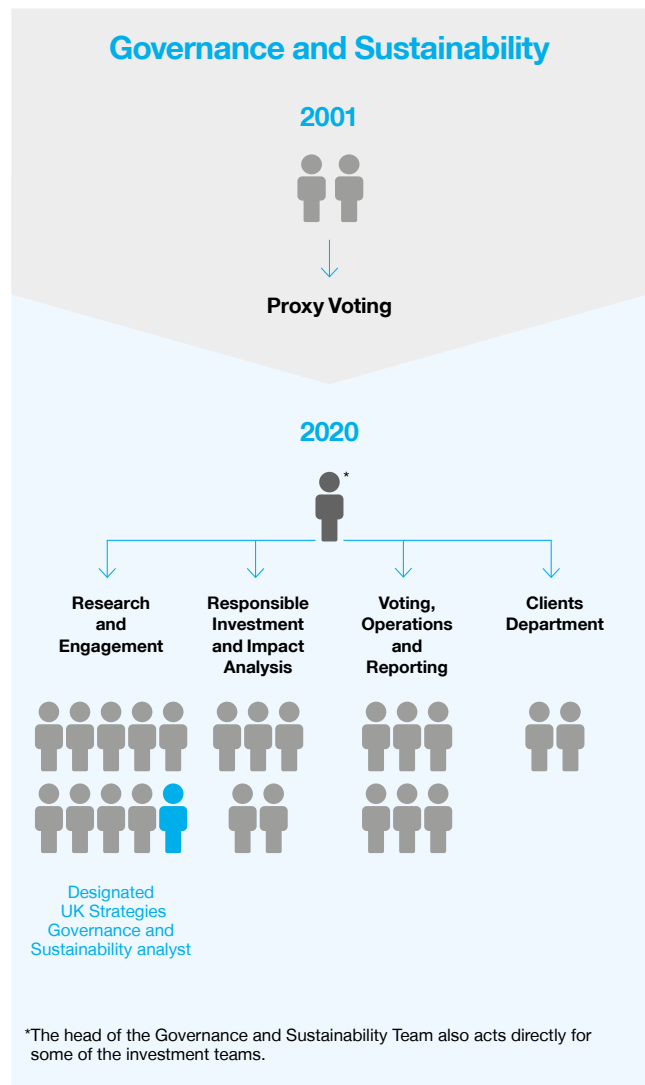 Governance and Sustainability
2001
Proxy Voting
2020
*
Research
and
Engagement
Responsible
Investment
and Impact
Analysis
Voting,
Operations
and
Reporting
Clients
Department
Designated
UK Strategies
Governance and
Sustainability analyst
*The head of the Governance and Sustainability Team also acts directly for
some of the investment teams.